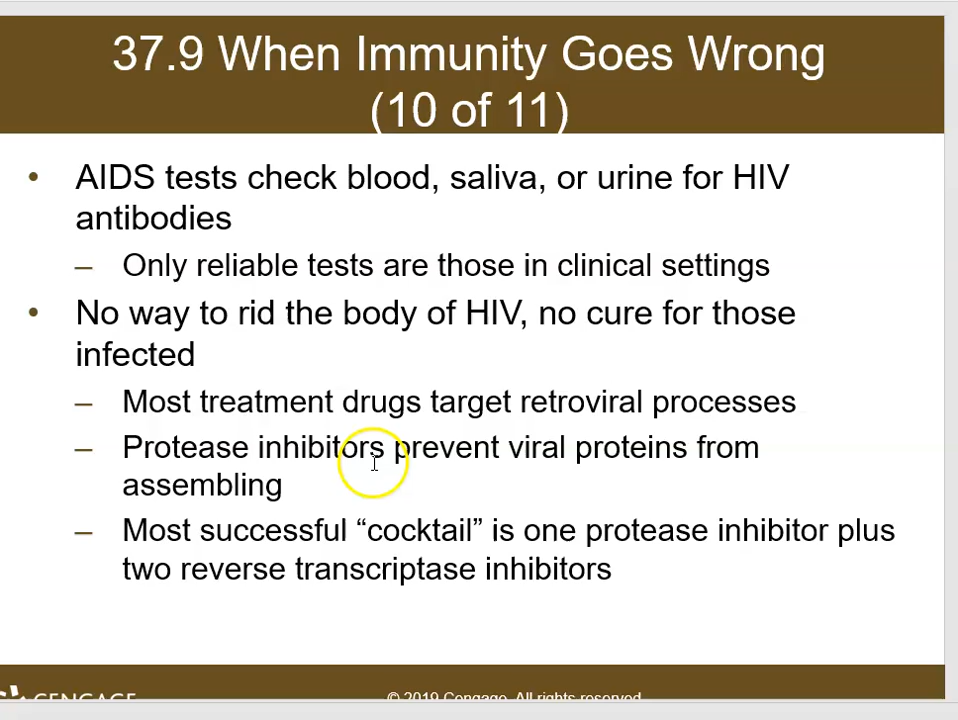 37.9 When Immunity Goes Wrong
(10 of 11)
• AIDS tests check blood, saliva, or urine for HIV
antibodies
– Only reliable tests are those in clinical settings
• No way to rid the body of HIV, no cure for those
infected
– Most treatment drugs target retroviral processes
– Protease inhibitors prevent viral proteins from
assembling
– Most successful “cocktail” is one protease inhibitor plus
two reverse transcriptase inhibitors
CENGAGE
© 2019 Cengage. All rights reserved.